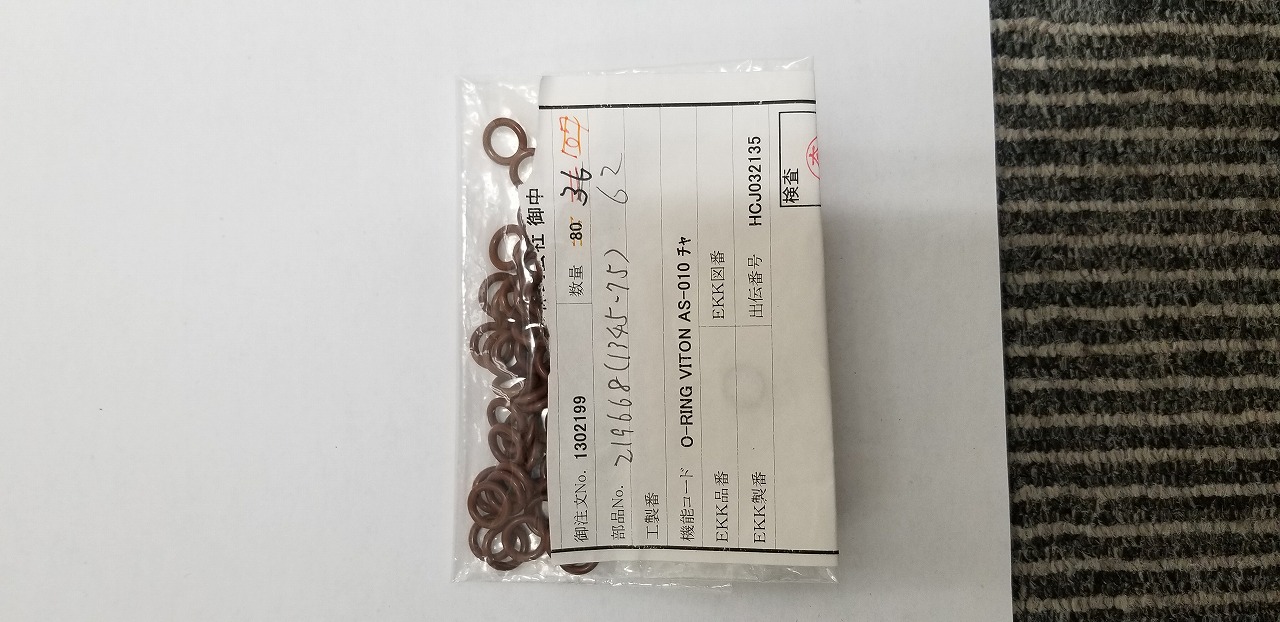 御中
御注文No. 1302199 数量 80 36 107
部品No. 219668(1345-75) 62
工製番
機能コード O-RING VITON AS-010 チャ
EKK品番 EKK図番
EKK製番 出伝番号 HCJ032135
検査